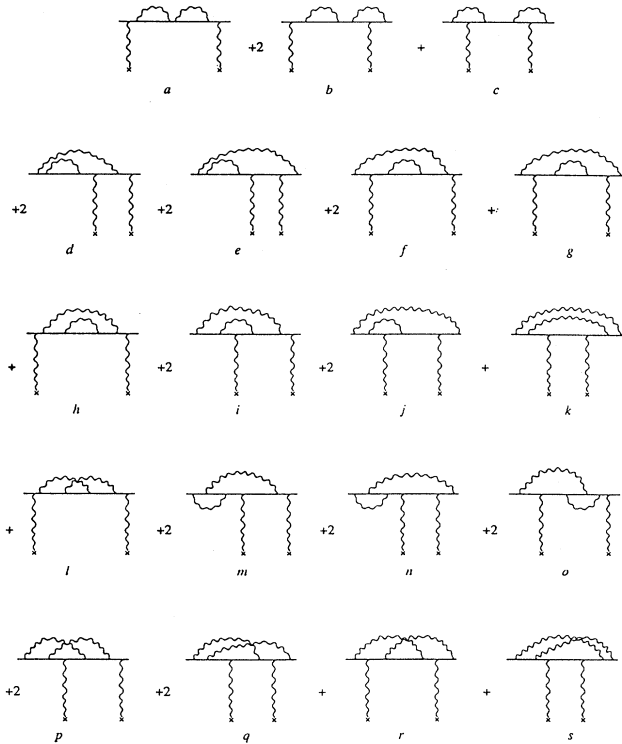 +2 +
a b c
+2 +2 +2 +:
d e f g
+ +2 +2 +
h i j k
+ +2 +2 +2
l m n o
+2 +2 + +
p q r s